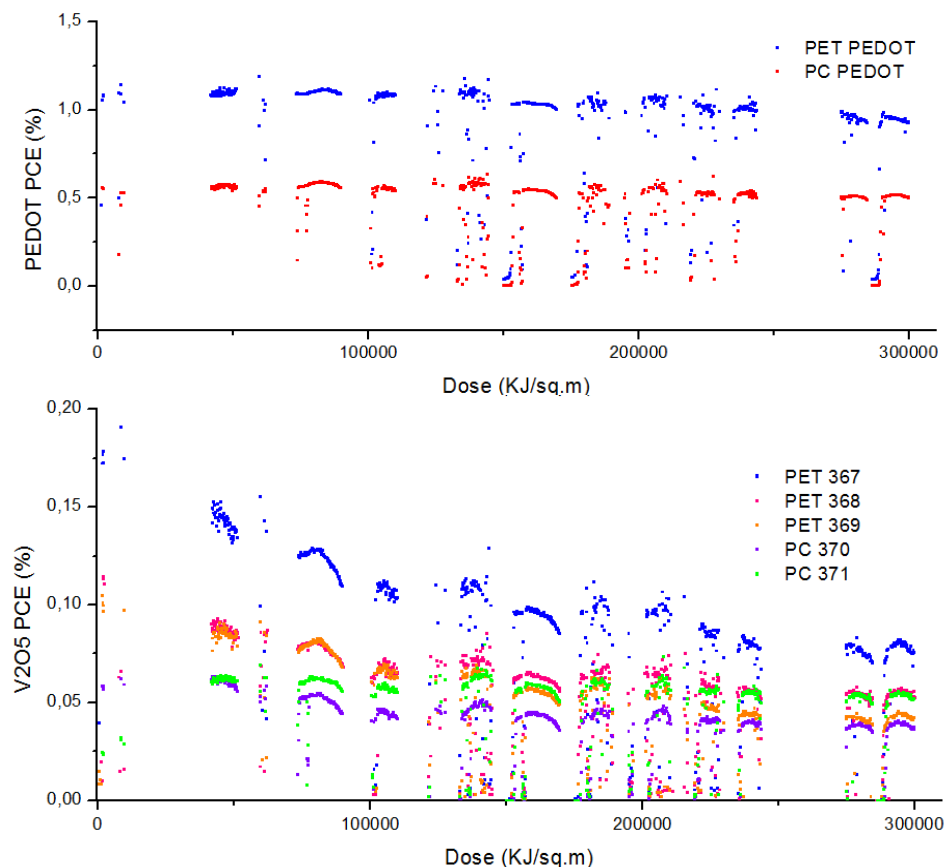 1,5
PET PEDOT
PC PEDOT
1,0
0,5
0,0
PEDOT PCE (%)
0
100000
200000
300000
Dose (KJ/sq.m)
0,20
PET 367
PET 368
PET 369
PC 370
PC 371
0,15
0,10
0,05
0,00
V2O5 PCE (%)
0
100000
200000
300000
Dose (KJ/sq.m)